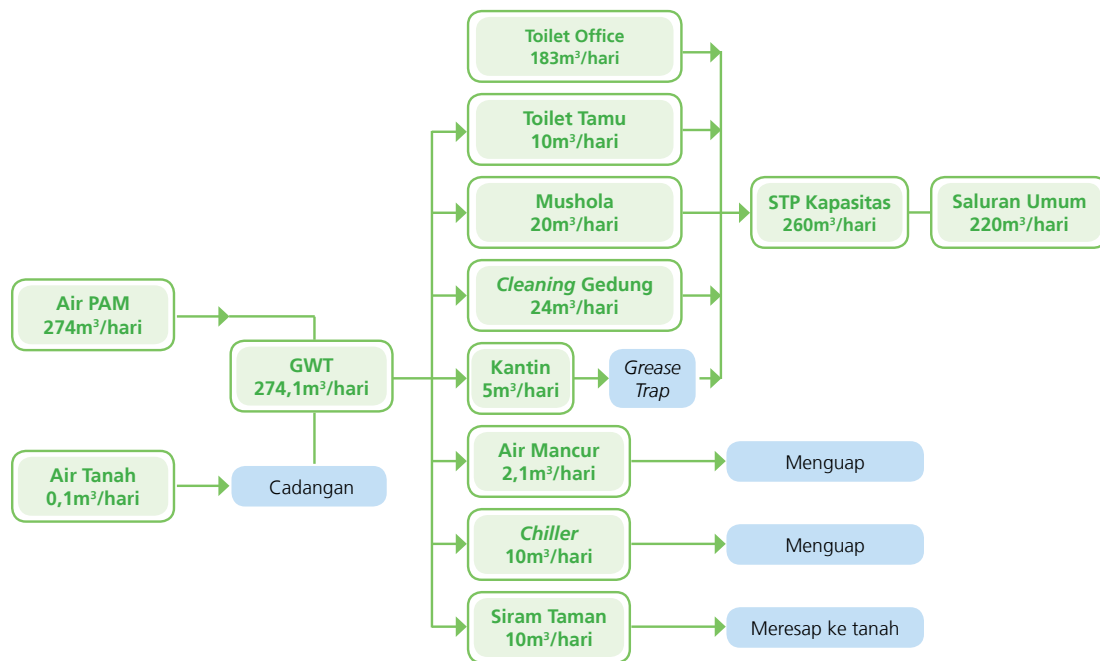 Toilet Office
183m³/hari
Toilet Tamu
10m³/hari
Mushola
20m³/hari
STP Kapasitas
260m³/hari
Saluran Umum
220m³/hari
Cleaning Gedung
24m³/hari
Air PAM
274m³/hari
GWT
274,1m³/hari
Kantin
5m³/hari
Grease
Trap
Air Tanah
0,1m³/hari
Cadangan
Air Mancur
2,1m³/hari
Menguap
Chiller
10m³/hari
Menguap
Siram Taman
10m³/hari
Meresap ke tanah